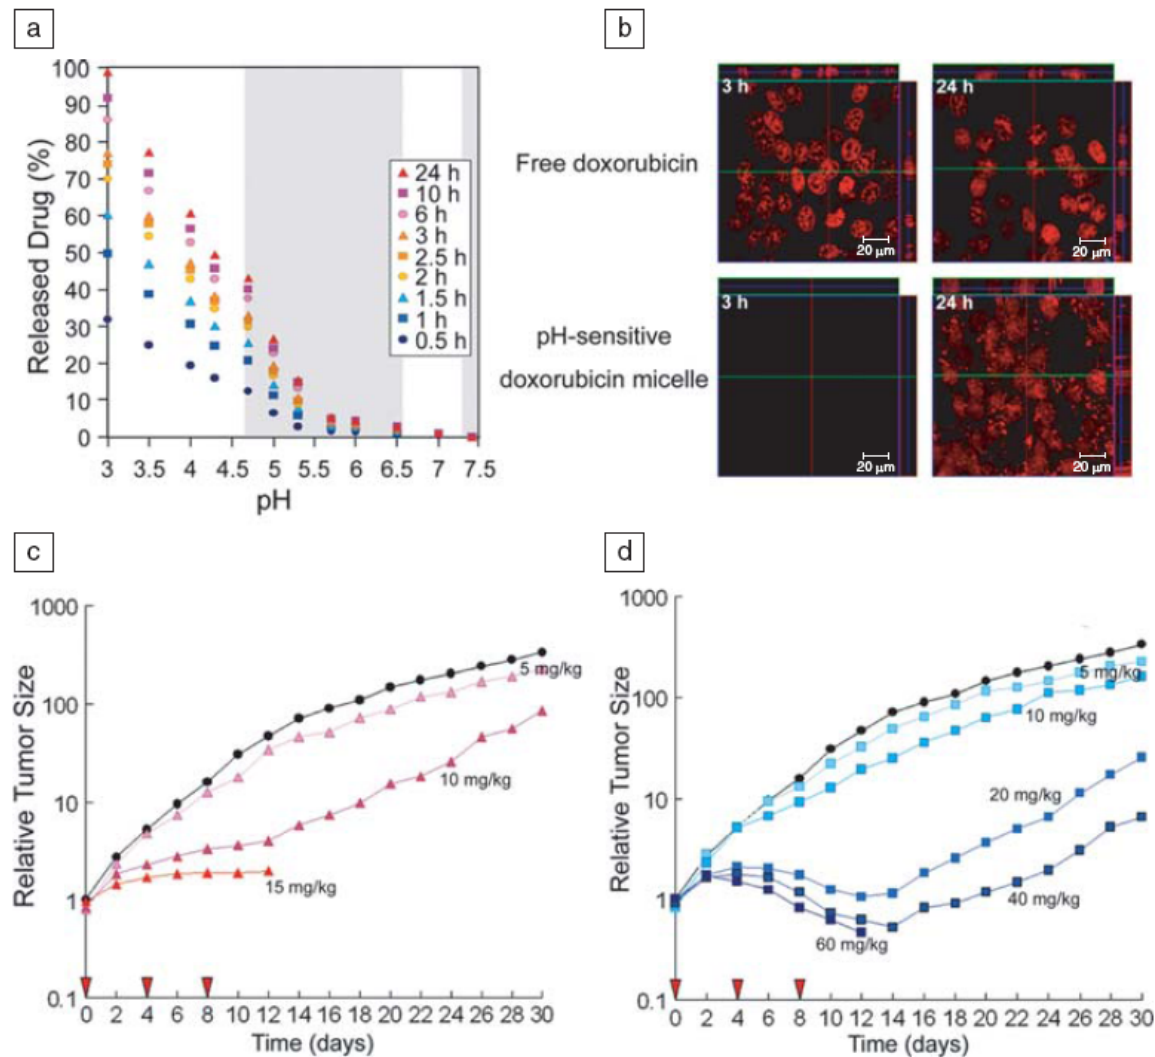 a
Released Drug (%)
100
90
80
70
60
50
40
30
20
10
0
3 3.5 4 4.5 5 5.5 6 6.5 7 7.5
pH
24 h
10 h
6 h
3 h
2.5 h
2 h
1.5 h
1 h
0.5 h
b
Free doxorubicin
3 h
20 μm
24 h
20 μm
pH-sensitive
doxorubicin micelle
3 h
20 μm
24 h
20 μm
c
Relative Tumor Size
1000
100
10
1
0.1
5 mg/kg
10 mg/kg
15 mg/kg
0 2 4 6 8 10 12 14 16 18 20 22 24 26 28 30
Time (days)
d
Relative Tumor Size
1000
100
10
1
0.1
5 mg/kg
10 mg/kg
20 mg/kg
40 mg/kg
60 mg/kg
0 2 4 6 8 10 12 14 16 18 20 22 24 26 28 30
Time (days)